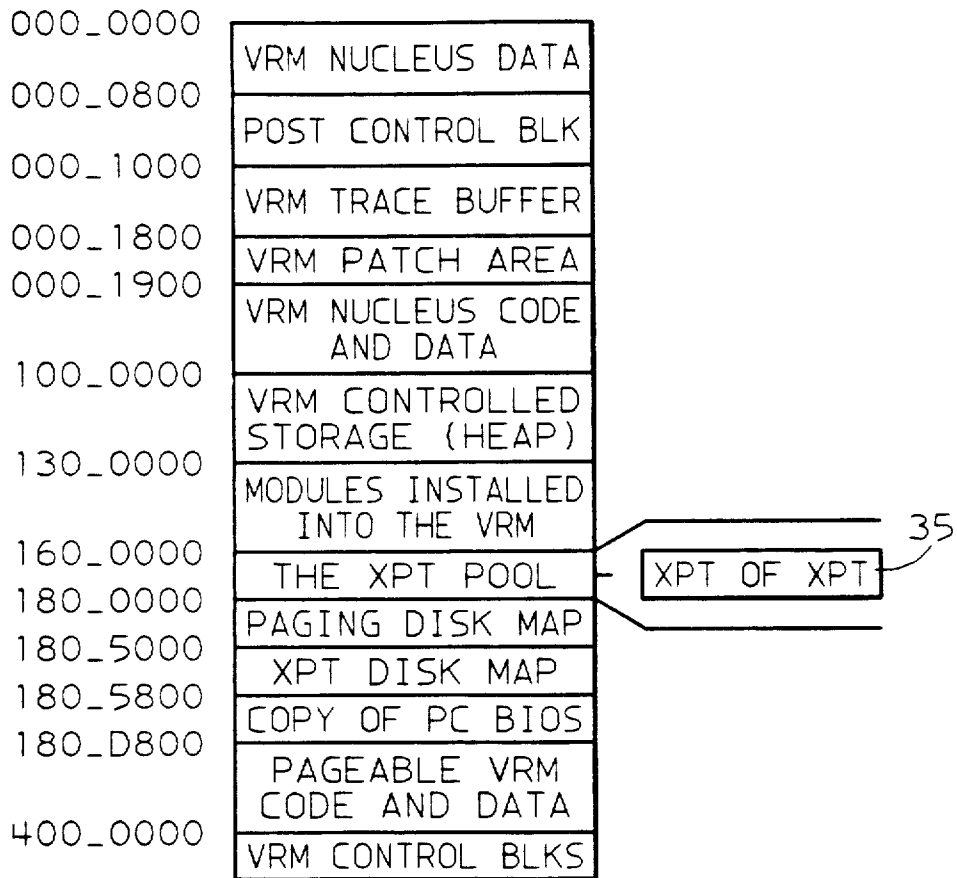 000_0000
VRM NUCLEUS DATA
000_0800
POST CONTROL BLK
000_1000
VRM TRACE BUFFER
000_1800
VRM PATCH AREA
000_1900
VRM NUCLEUS CODE
AND DATA
100_0000
VRM CONTROLLED
STORAGE (HEAP)
130_0000
MODULES INSTALLED
INTO THE VRM
160_0000
THE XPT POOL
XPT OF XPT
35
180_0000
PAGING DISK MAP
180_5000
XPT DISK MAP
180_5800
COPY OF PC BIOS
180_D800
PAGEABLE VRM
CODE AND DATA
400_0000
VRM CONTROL BLKS